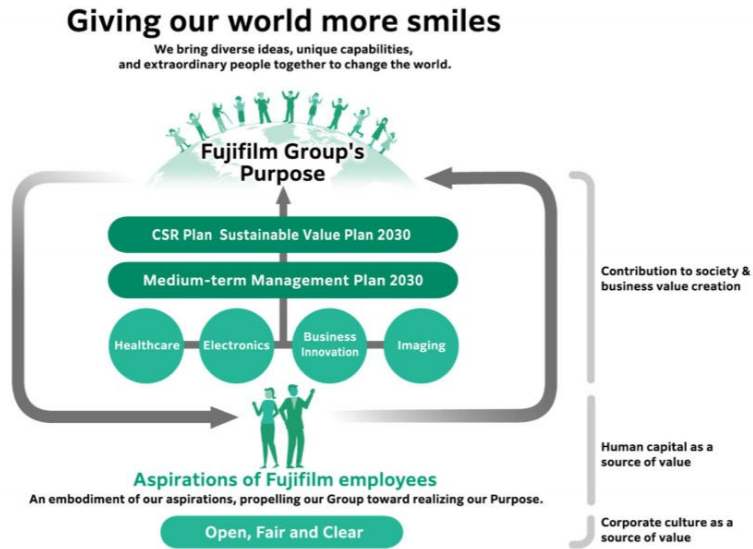 Giving our world more smiles
We bring diverse ideas, unique capabilities,
and extraordinary people together to change the world.
Fujifilm Group's
Purpose
CSR Plan Sustainable Value Plan 2030
Medium-term Management Plan 2030
Healthcare
Electronics
Business
Innovation
Imaging
Contribution to society &
business value creation
Aspirations of Fujifilm employees
An embodiment of our aspirations, propelling our Group toward realizing our Purpose.
Human capital as a
source of value
Open, Fair and Clear
Corporate culture as a
source of value